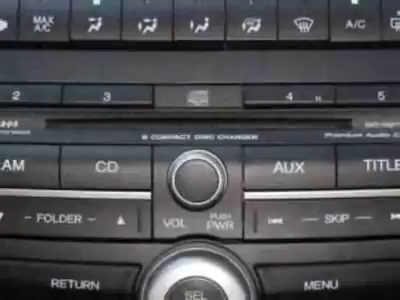 MAX
A/C
A/C
2 3 4 5
6 COMPACT DISC CHANGER
Premium Audio
AM CD AUX TITLE
FOLDER VOL PUSH PWR SKIP
RETURN SEL MENU